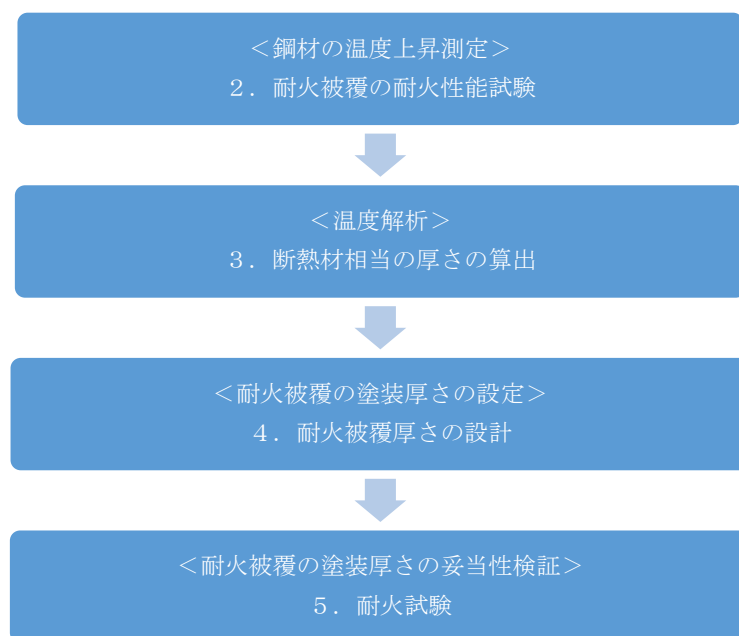 ＜鋼材の温度上昇測定＞
２．耐火被覆の耐火性能試験
＜温度解析＞
３．断熱材相当の厚さの算出
＜耐火被覆の塗装厚さの設定＞
４．耐火被覆厚さの設計
＜耐火被覆の塗装厚さの妥当性検証＞
５．耐火試験